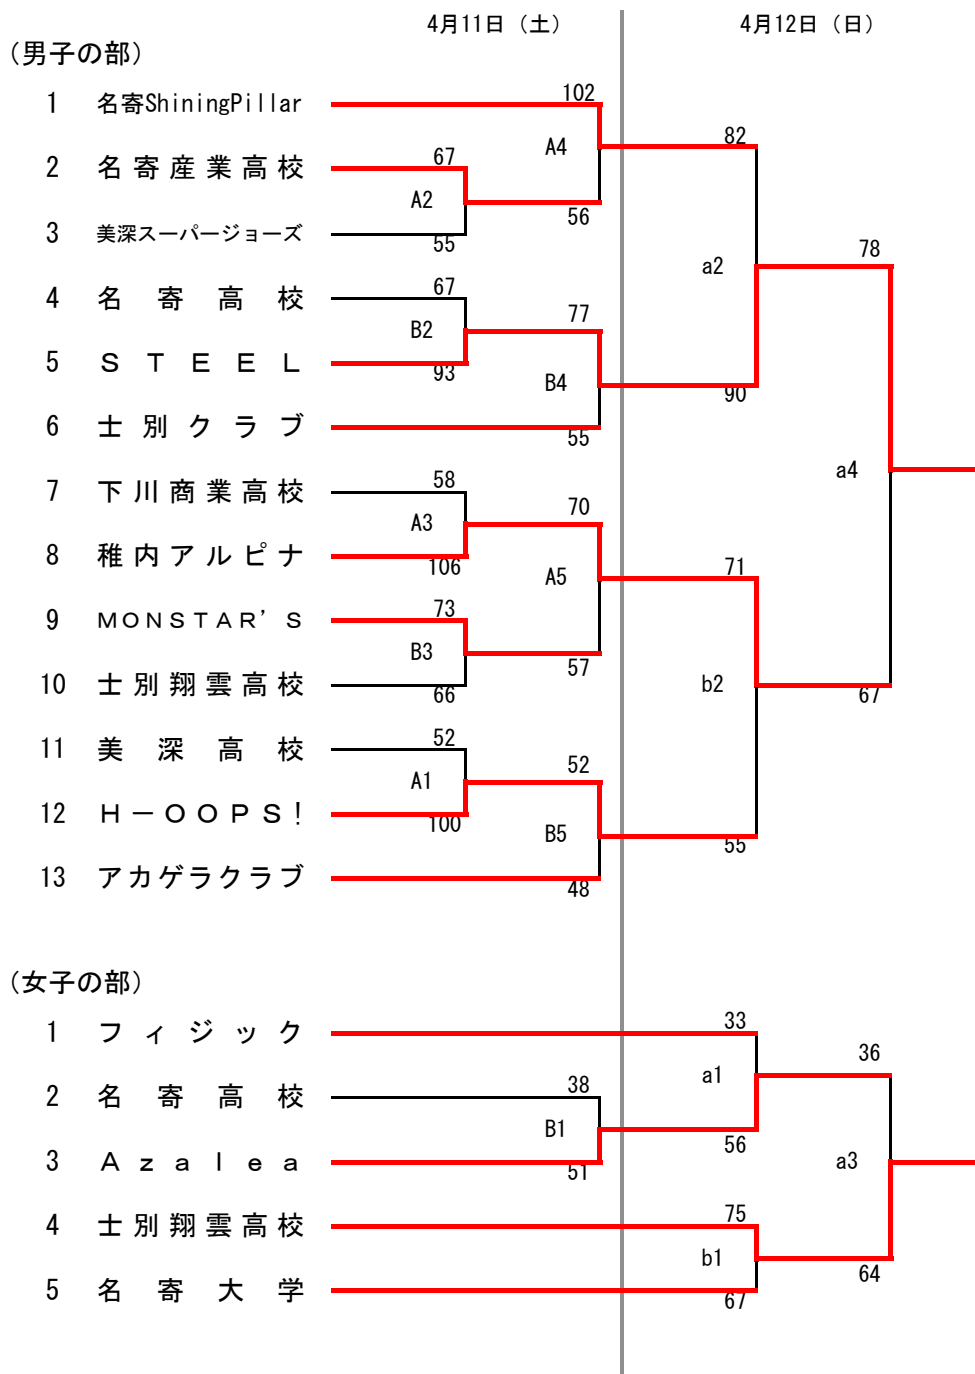 4月11日（土） 4月12日（日）
（男子の部）
102
1 名寄ShiningPillar
82
A4
67
2 名寄産業高校
A2
56
3 美深スーパージョーズ
55
78
a2
67
4 名寄高校
77
B2
5 ＳＴＥＥＬ
93
B4
90
6 士別クラブ
55
a4
58
7 下川商業高校
70
A3
8 稚内アルピナ
106
A5
71
73
9 ＭＯＮＳＴＡＲ’Ｓ
B3
57
10 士別翔雲高校
66
b2
67
52
11 美深高校
52
A1
12 Ｈ－ＯＯＰＳ！
100
B5
55
13 アカゲラクラブ
48
（女子の部）
33
1 フィジック
36
a1
38
2 名寄高校
B1
56
3 Ａｚａｌｅａ
51
a3
75
4 士別翔雲高校
b1
64
5 名寄大学
67